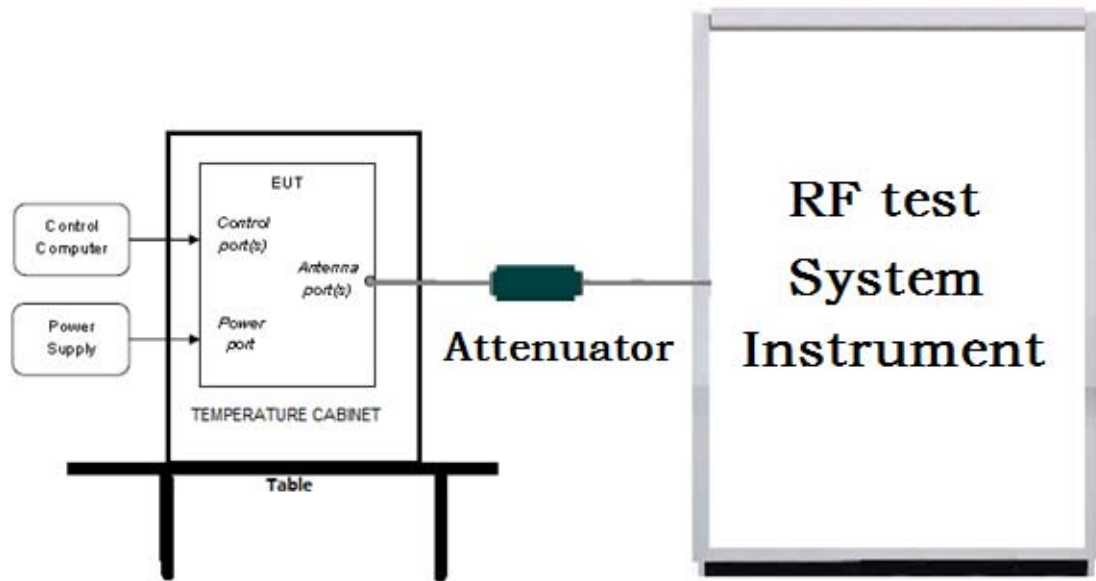 Control
Computer
Power
Supply
EUT
Control
port(s)
Antenna
port(s)
Power
port
TEMPERATURE CABINET
Table
Attenuator
RF test
System
Instrument